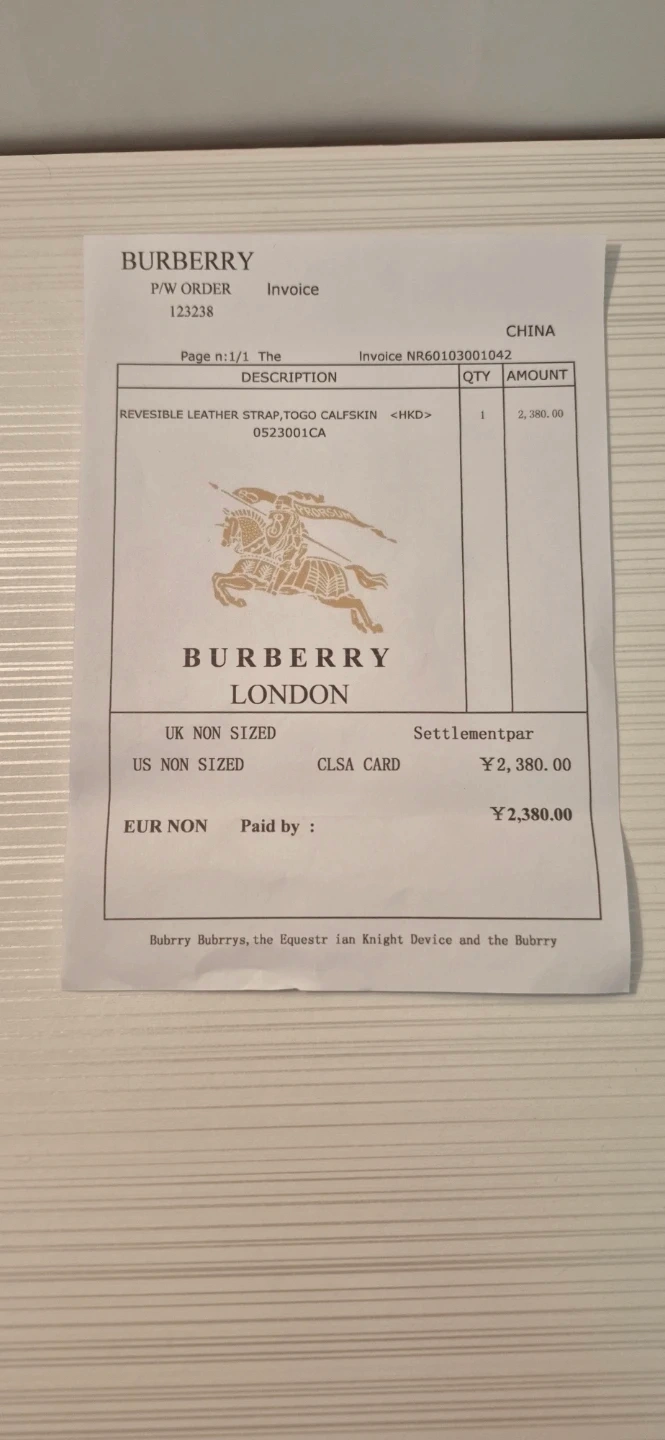 BURBERRY
P/W ORDER Invoice
123238
CHINA
Page n:1/1 The Invoice NR60103001042
DESCRIPTION QTY AMOUNT
REVESIBLE LEATHER STRAP,TOGO CALFSKIN <HKD> 1 2,380.00
0523001CA
PRORSUM
B
BURBERRY
LONDON
UK NON SIZED Settlementpar
US NON SIZED CLSA CARD ¥2,380.00
¥2,380.00
EUR NON Paid by :
Bubrry Bubrrys, the Equestr ian Knight Device and the Bubrry